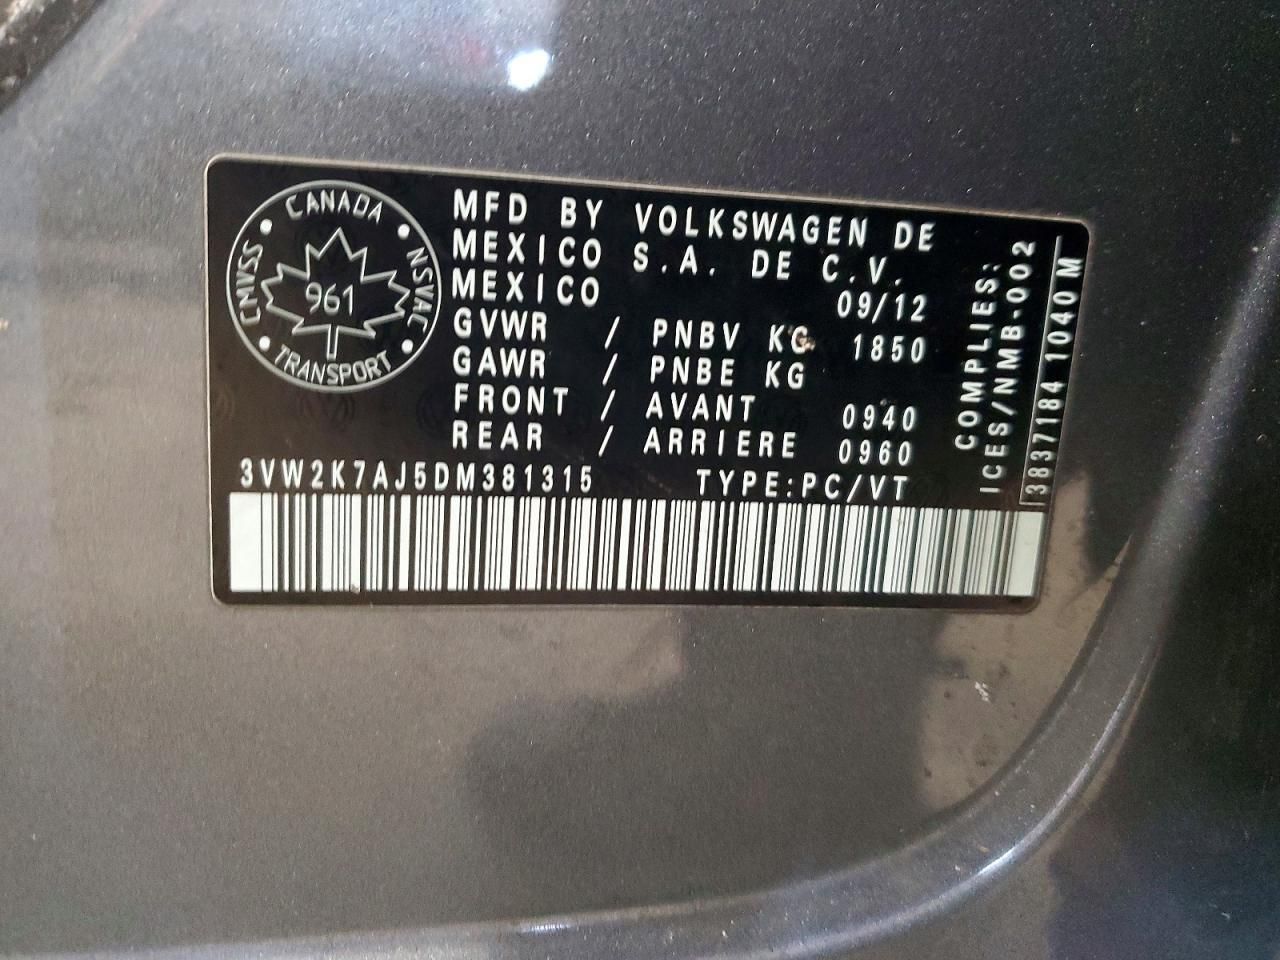 CANADA
CMVSS
NSVAC
961
TRANSPORT
MFD BY VOLKSWAGEN DE
MEXICO S.A. DE C.V.
MEXICO 09/12
GVWR / PNBV KG 1850
GAWR / PNBE KG
FRONT / AVANT 0940
REAR / ARRIERE 0960
3VW2K7AJ5DM381315 TYPE:PC/VT
COMPLIES:
ICES/NMB-002
3837184 1040 M